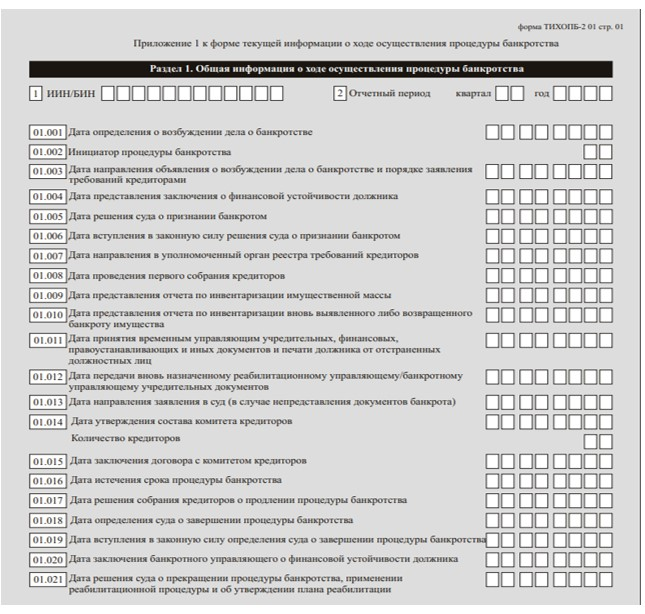 форма ТИХОПБ-2 01 стр. 01
Приложение 1 к форме текущей информации о ходе осуществления процедуры банкротства
Раздел 1. Общая информация о ходе осуществления процедуры банкротства
1 ИИН/БИН 2 Отчетный период квартал год
01.001 Дата определения о возбуждении дела о банкротстве
01.002 Инициатор процедуры банкротства
01.003 Дата направления объявления о возбуждении дела о банкротстве и порядке заявления
требований кредиторами
01.004 Дата представления заключения о финансовой устойчивости должника
01.005 Дата решения суда о признании банкротом
01.006 Дата вступления в законную силу решения суда о признании банкротом
01.007 Дата направления в уполномоченный орган реестра требований кредиторов
01.008 Дата проведения первого собрания кредиторов
01.009 Дата представления отчета по инвентаризации имущественной массы
01.010 Дата представления отчета по инвентаризации вновь выявленного либо возвращенного
банкроту имущества
01.011 Дата принятия временным управляющим учредительных, финансовых,
правоустанавливающих и иных документов и печати должника от отстраненных
должностных лиц
01.012 Дата передачи вновь назначенному реабилитационному управляющему/банкротному
управляющему учредительных документов
01.013 Дата направления заявления в суд (в случае непредставления документов банкрота)
01.014 Дата утверждения состава комитета кредиторов
Количество кредиторов
01.015 Дата заключения договора с комитетом кредиторов
01.016 Дата истечения срока процедуры банкротства
01.017 Дата решения собрания кредиторов о продлении процедуры банкротства
01.018 Дата определения суда о завершении процедуры банкротства
01.019 Дата вступления в законную силу определения суда о завершении процедуры банкротства
01.020 Дата заключения банкротного управляющего о финансовой устойчивости должника
01.021 Дата решения суда о прекращении процедуры банкротства, применении
реабилитационной процедуры и об утверждении плана реабилитации